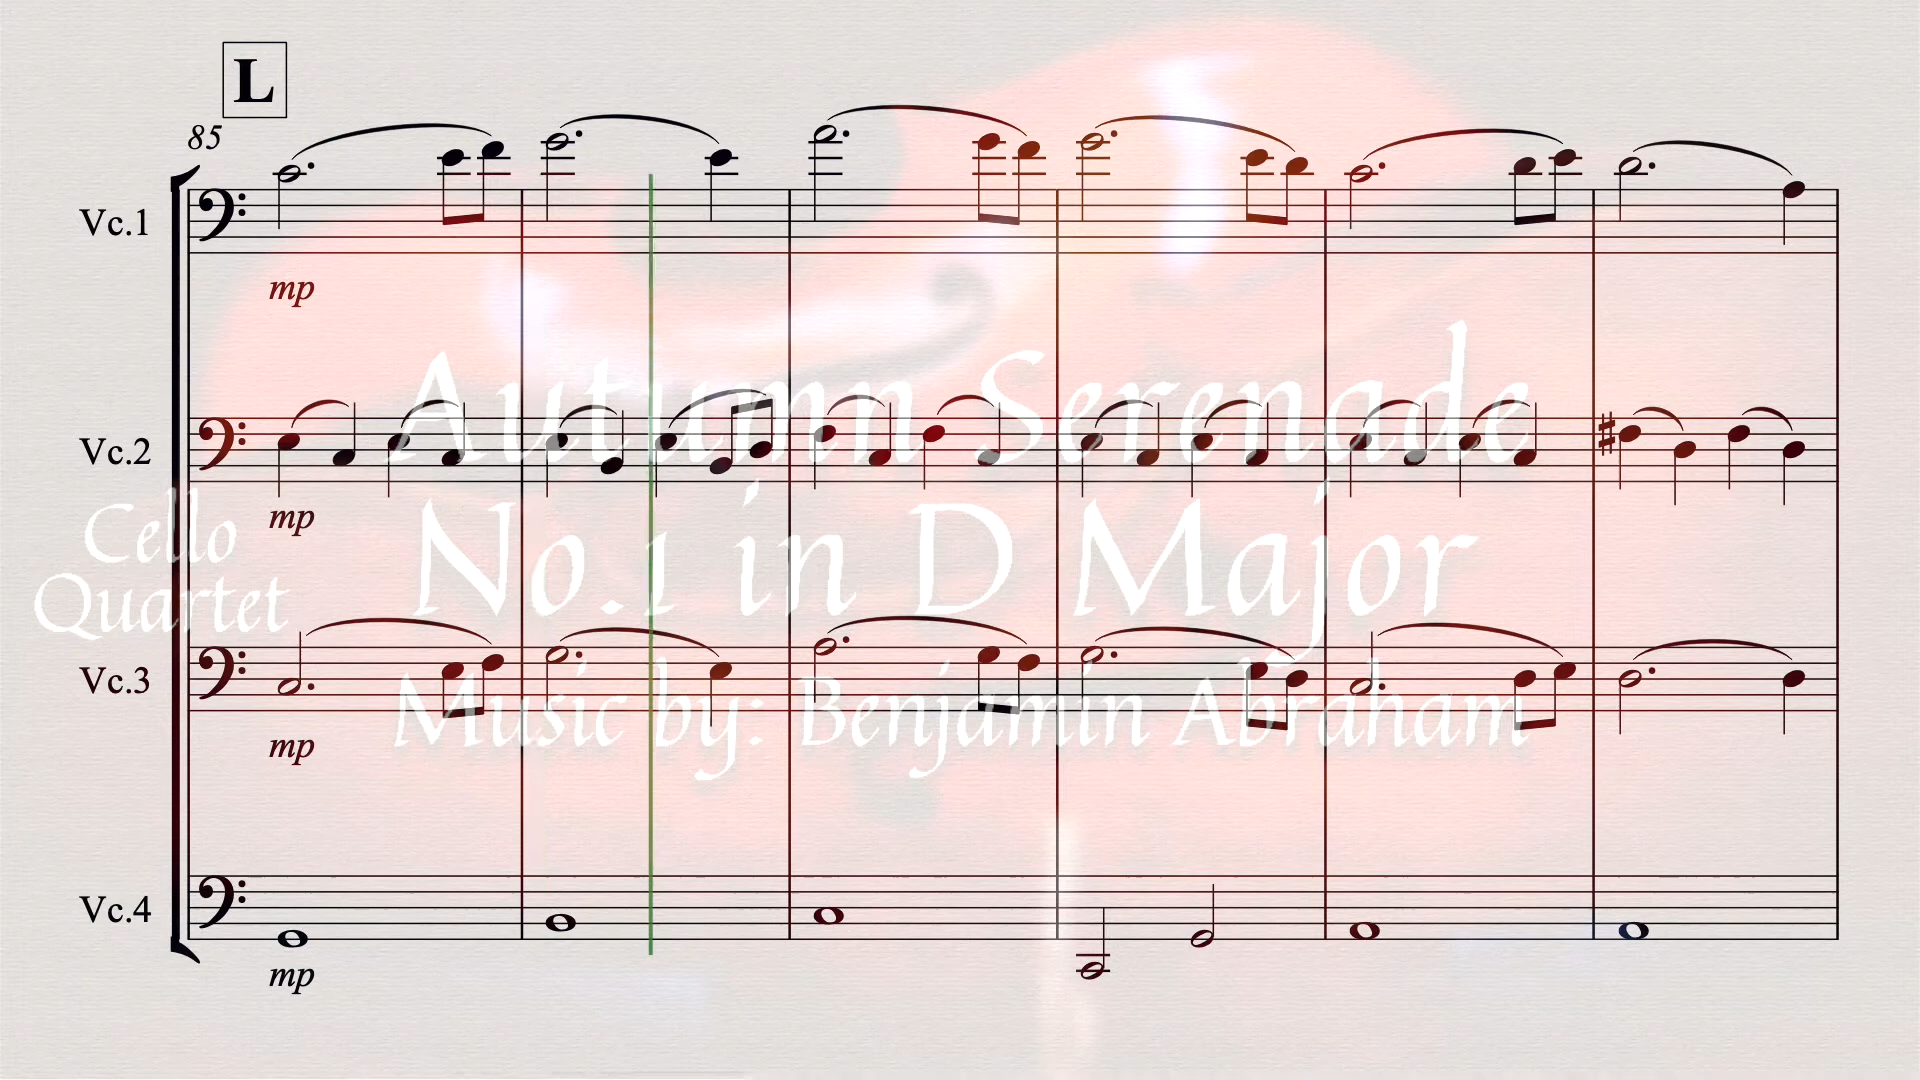 L
85
Vc.1
mp
Autumn Serenade
Vc.2
mp
Cello
Quartet
No.1 in D Major
Vc.3
Music by: Benjamin Abraham
mp
Vc.4
mp